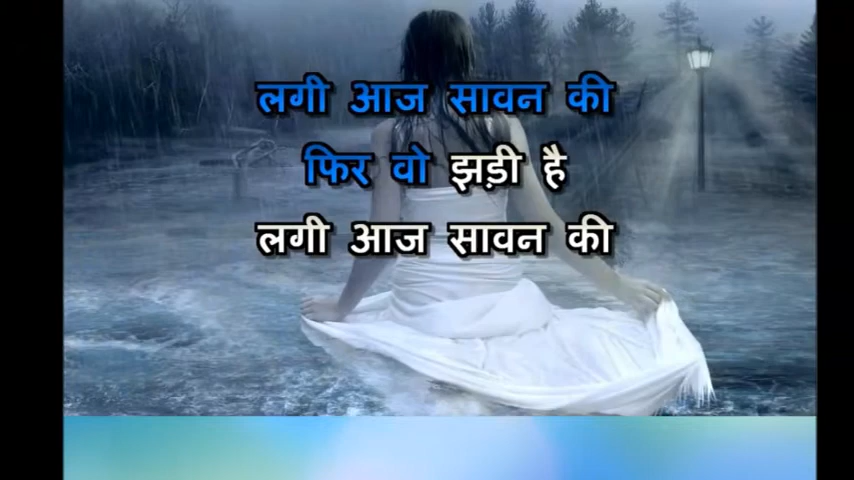 लगी आज सावन की
फिर वो झड़ी है
लगी आज सावन की